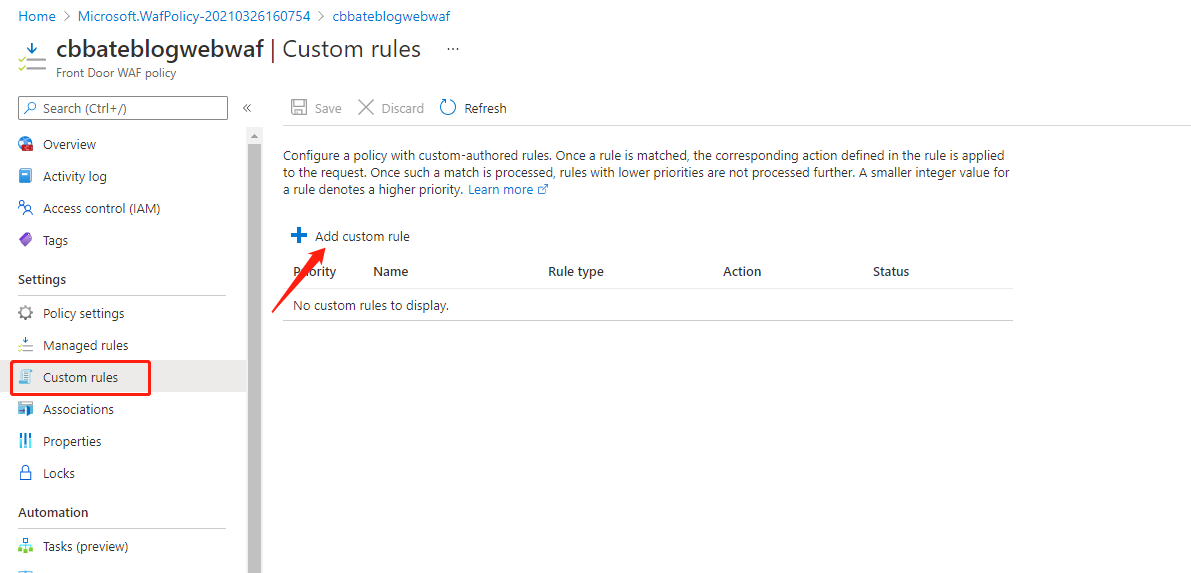 Home > Microsoft.WafPolicy-20210326160754 > cbbateblogwebwaf
cbbateblogwebwaf | Custom rules ...
Front Door WAF policy
Search (Ctrl+/)
«
Save
Discard
Refresh
Overview
Activity log
Access control (IAM)
Tags
Settings
Policy settings
Managed rules
Custom rules
Associations
Properties
Locks
Automation
Tasks (preview)
Configure a policy with custom-authored rules. Once a rule is matched, the corresponding action defined in the rule is applied
to the request. Once such a match is processed, rules with lower priorities are not processed further. A smaller integer value for
a rule denotes a higher priority. Learn more
Add custom rule
Priority Name Rule type Action Status
No custom rules to display.